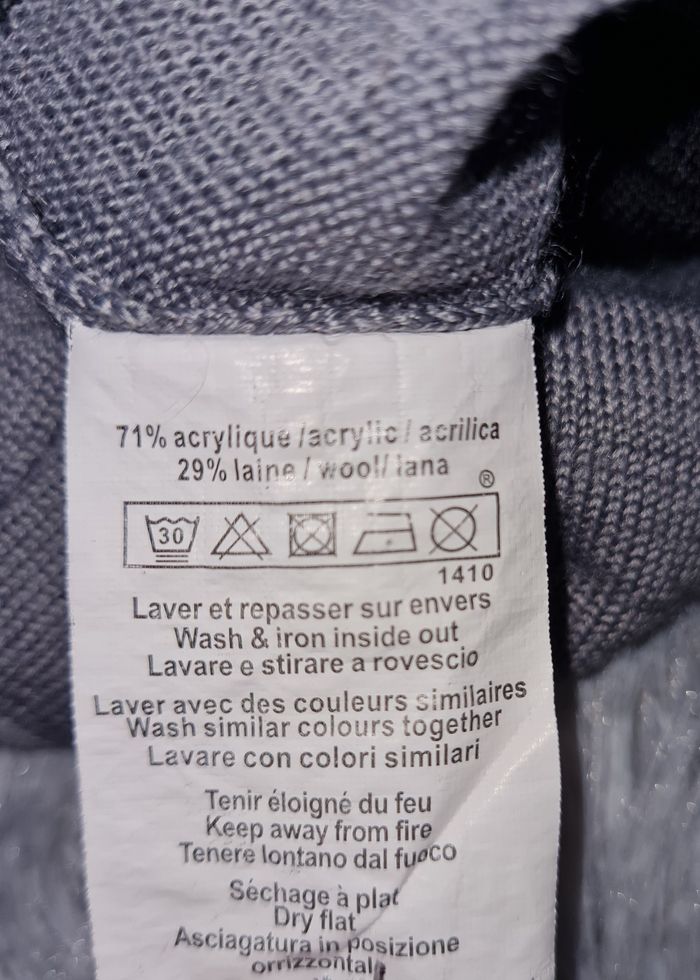 71% acrylique /acrylic / acrilica
29% laine / wool/ lana
®
30
1410
Laver et repasser sur envers
Wash & iron inside out
Lavare e stirare a rovescio
Laver avec des couleurs similaires
Wash similar colours together
Lavare con colori similari
Tenir éloigné du feu
Keep away from fire
Tenere lontano dal fuoco
Séchage à plat
Dry flat
Asciagatura in posizione
orrizzontale